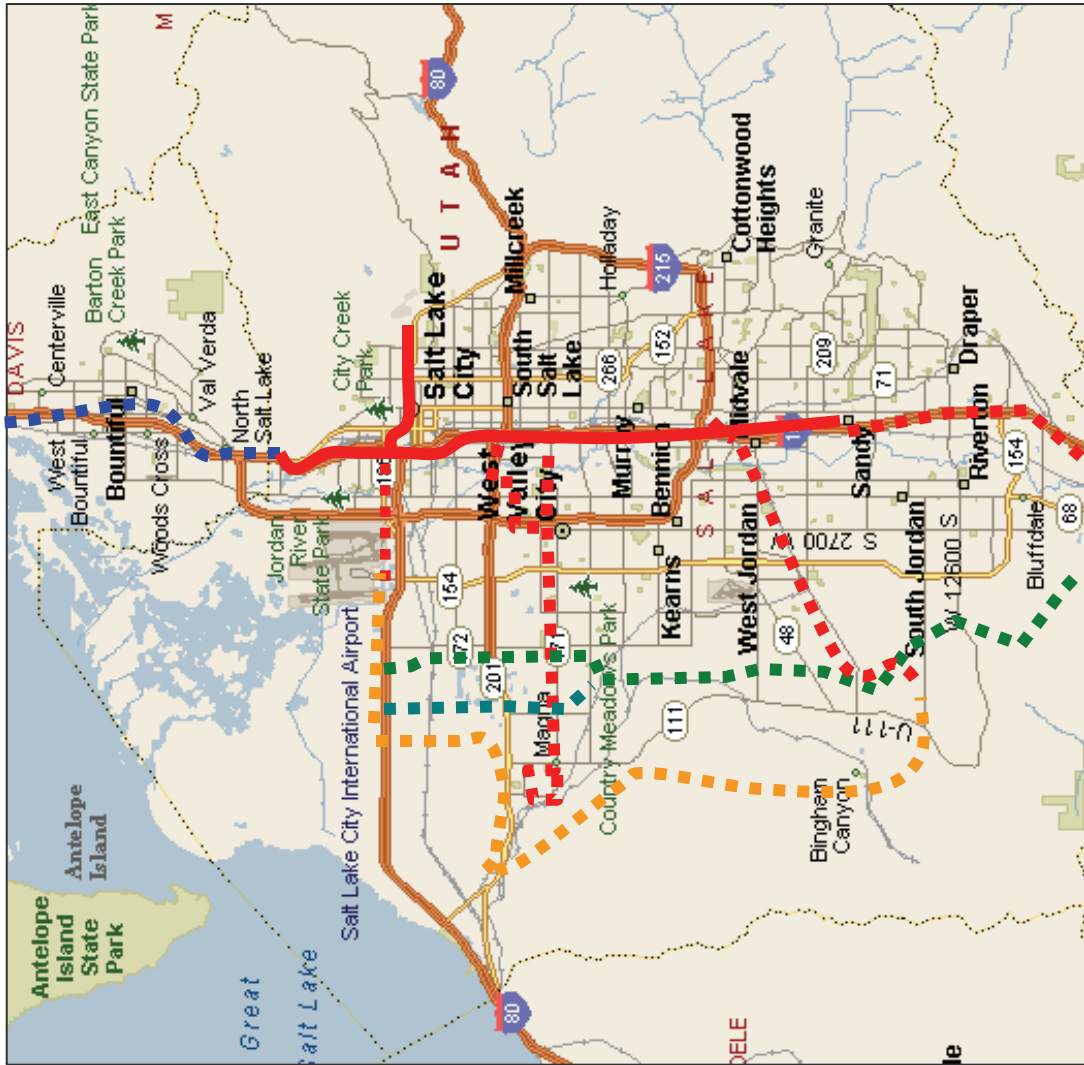 Antelope
Island
State
Park
Antelope
Island
DAVIS
West
Bountiful
Centerville
Barton
Creek Park
East Canyon State Park
M
Bountiful
Woods Cross
Val Verda
North
Salt Lake
Great
Salt Lake
Jordan
River
State Park
City Creek
Park
Salt Lake City International Airport
186
80
154
Salt Lake
City
U T A H
72
201
80
West
Valley
City
South
Salt
Lake
Millcreek
Magna
71
Country Meadows Park
266
Holladay
Murray
Bennion
152
215
Kearns
111
S A L T L A K E
DELE
West Jordan
Midvale
Cottonwood
Heights
S 2700 W
48
209
Granite
Bingham
Canyon
U-111
Sandy
71
South Jordan
W 12600 S
Draper
Riverton
154
Bluffdale
68
le